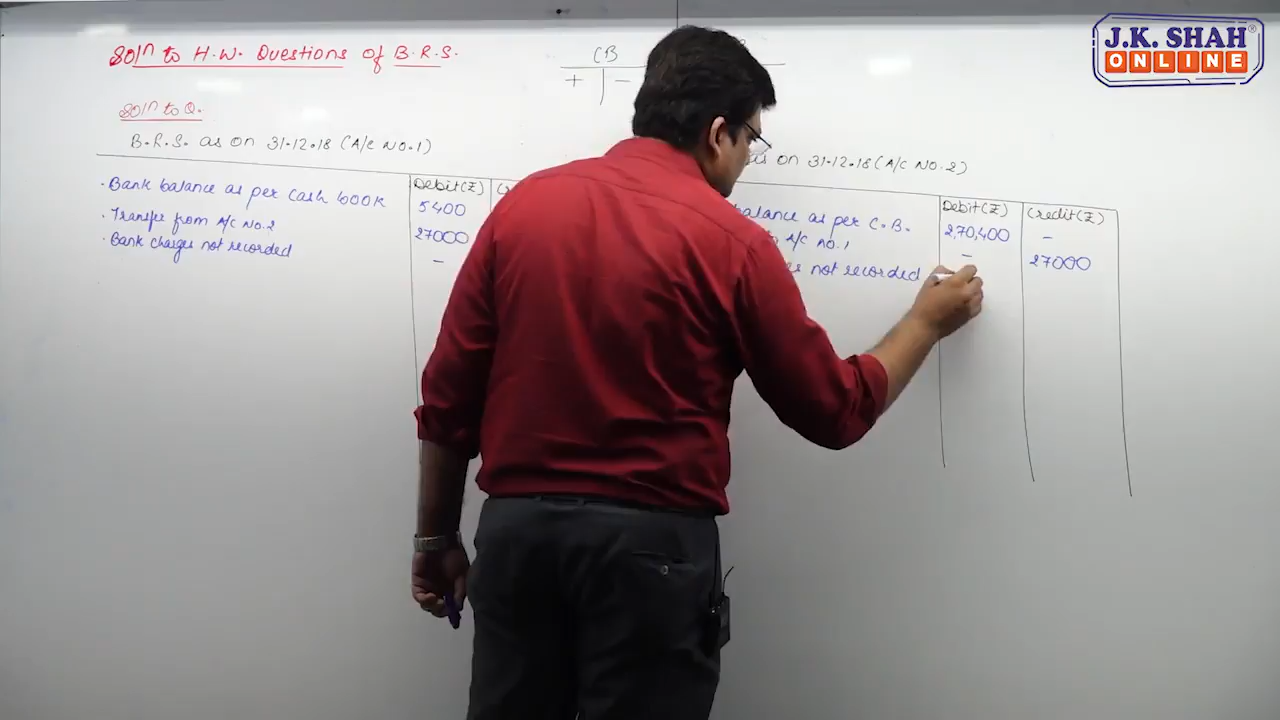 Sol^n to H.W. Questions of B.R.S.
CB
+ -
J.K. SHAH®
ONLINE
Sol^n to Q.
B.R.S. as on 31.12.18 (A/c NO.1)
Debit(₹)
· Bank balance as per Cash book 5400
· Transfer from A/c No.2 27000
· Bank charges not recorded -
as on 31.12.18 (A/c NO.2)
Debit(₹) Credit(₹)
balance as per C.B. 2,70,400 -
A/c No.1 - 27000
not recorded